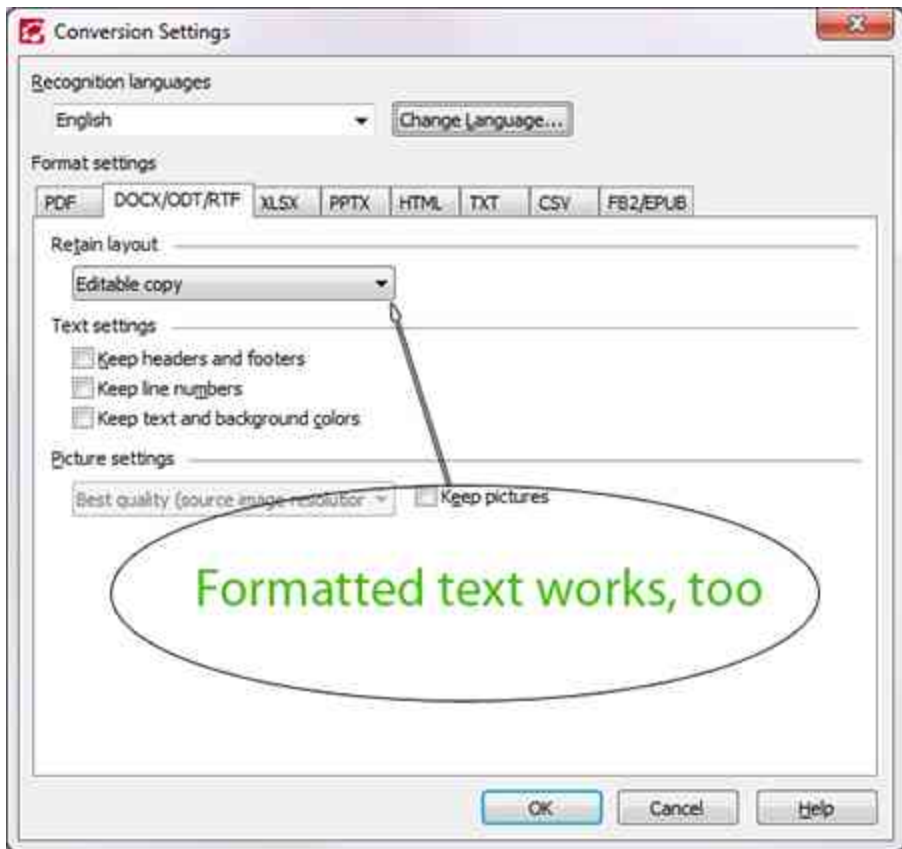 Conversion Settings
Recognition languages
English
Change Language...
Format settings
PDF DOCX/ODT/RTF XLSX PPTX HTML TXT CSV FB2/EPUB
Retain layout
Editable copy
Text settings
Keep headers and footers
Keep line numbers
Keep text and background colors
Picture settings
Best quality (source image resolution Keep pictures
Formatted text works, too
OK Cancel Help